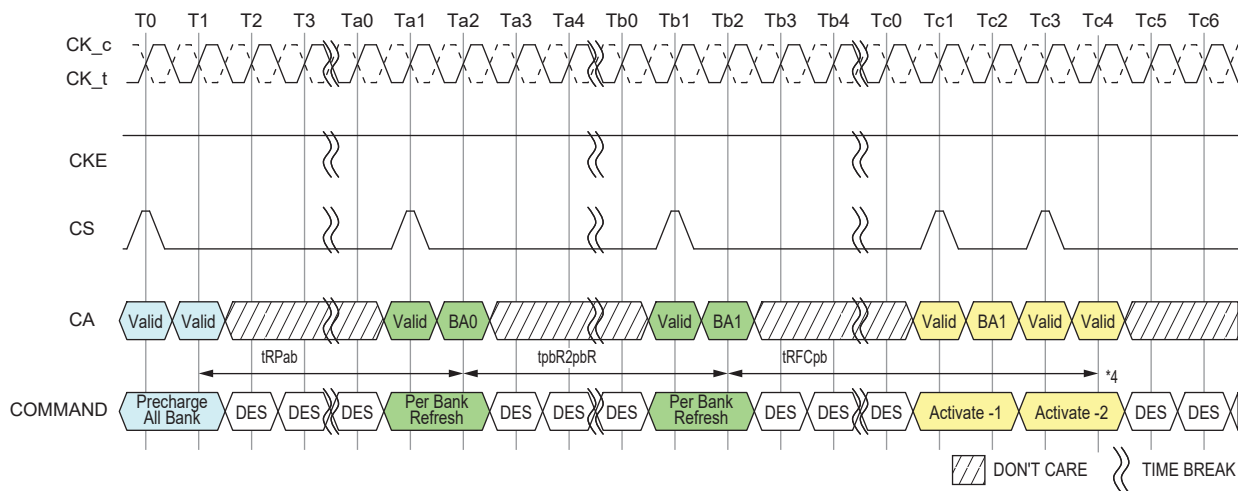 T0 T1 T2 T3 Ta0 Ta1 Ta2 Ta3 Ta4 Tb0 Tb1 Tb2 Tb3 Tb4 Tc0 Tc1 Tc2 Tc3 Tc4 Tc5 Tc6
CK_c
CK_t
CKE
CS
CA Valid Valid Valid BA0 Valid BA1 Valid BA1 Valid Valid
tRPab tpbR2pbR tRFCpb *4
COMMAND Precharge All Bank DES DES DES Per Bank Refresh DES DES DES Per Bank Refresh DES DES DES Activate -1 Activate -2 DES DES
DON'T CARE TIME BREAK